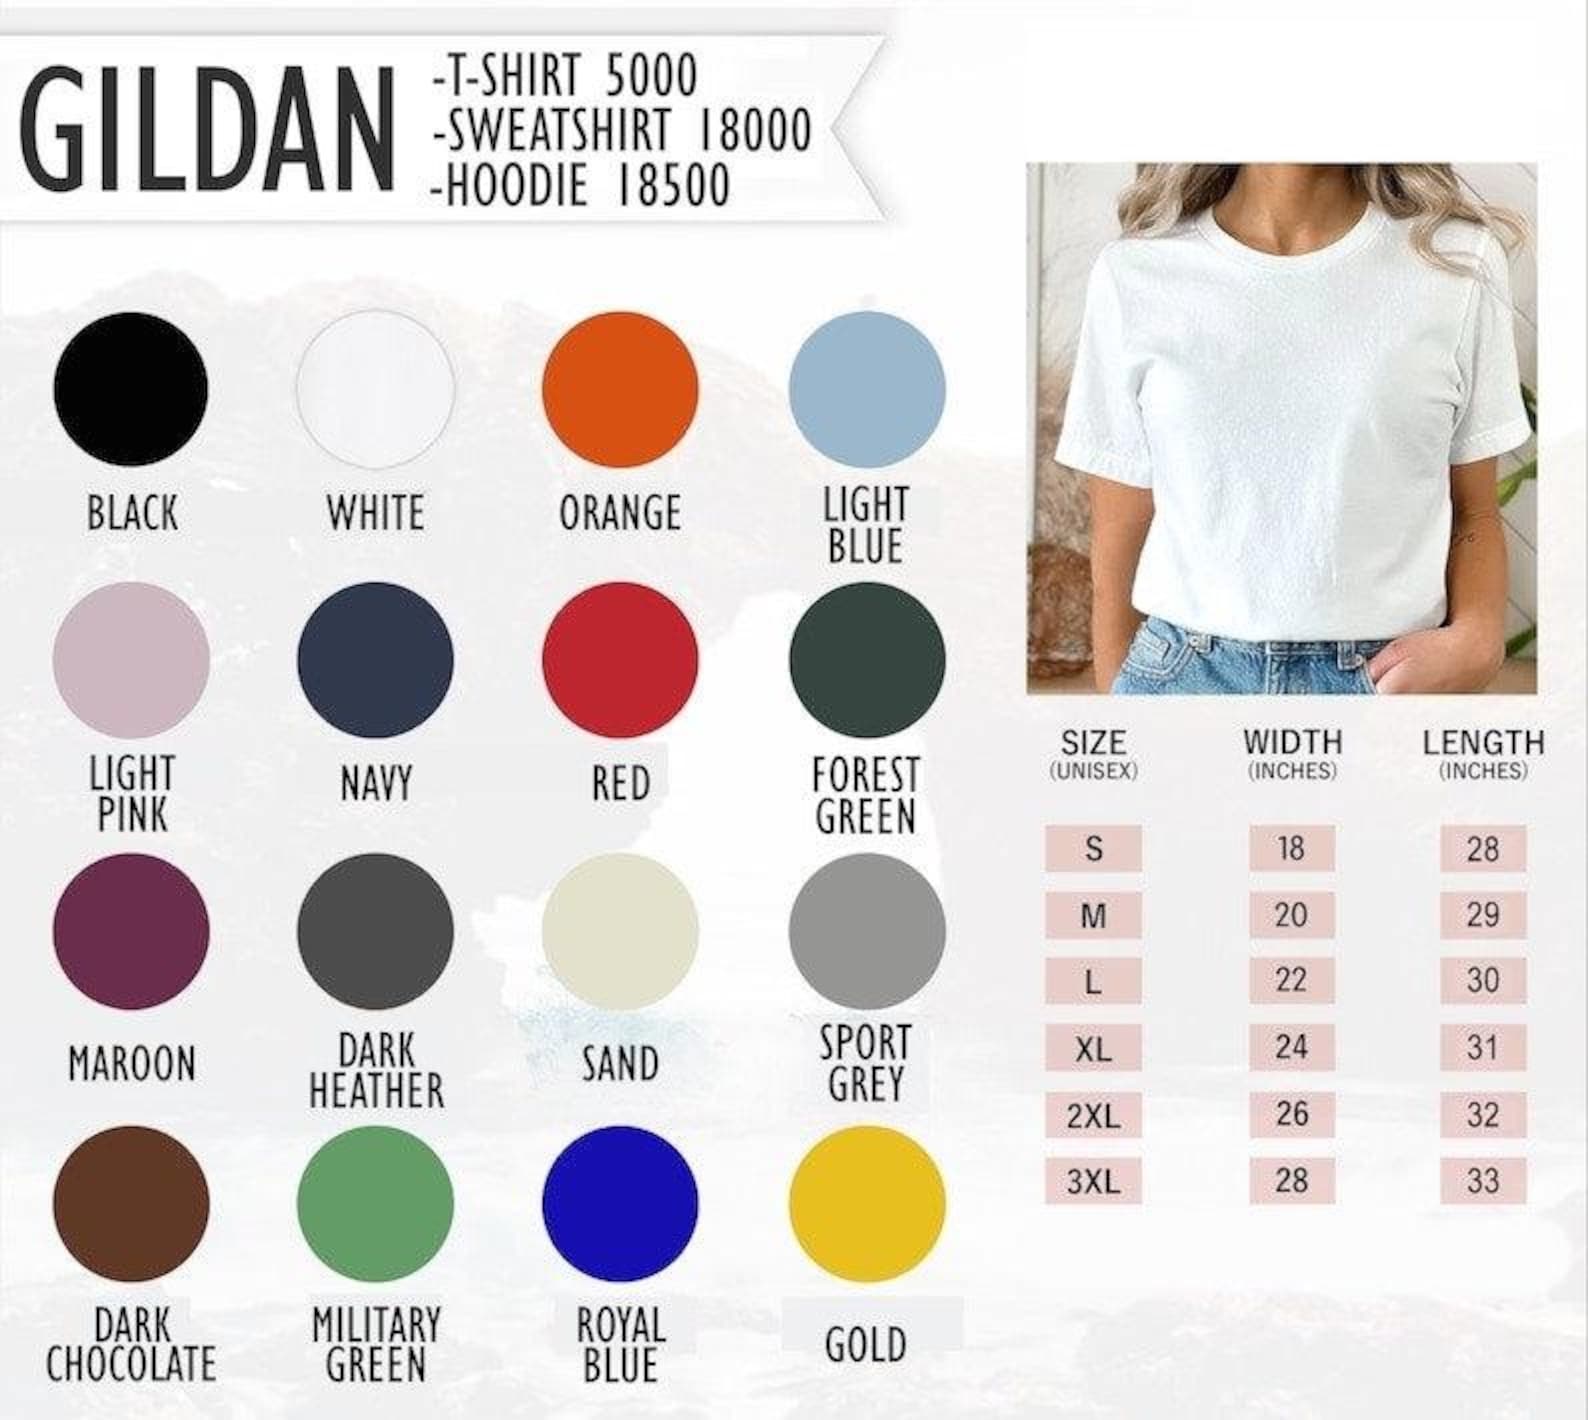 GILDAN
-T-SHIRT 5000
-SWEATSHIRT 18000
-HOODIE 18500
BLACK
WHITE
ORANGE
LIGHT
BLUE
LIGHT
PINK
NAVY
RED
FOREST
GREEN
MAROON
DARK
HEATHER
SAND
SPORT
GREY
DARK
CHOCOLATE
MILITARY
GREEN
ROYAL
BLUE
GOLD
SIZE WIDTH LENGTH
(UNISEX) (INCHES) (INCHES)
S 18 28
M 20 29
L 22 30
XL 24 31
2XL 26 32
3XL 28 33